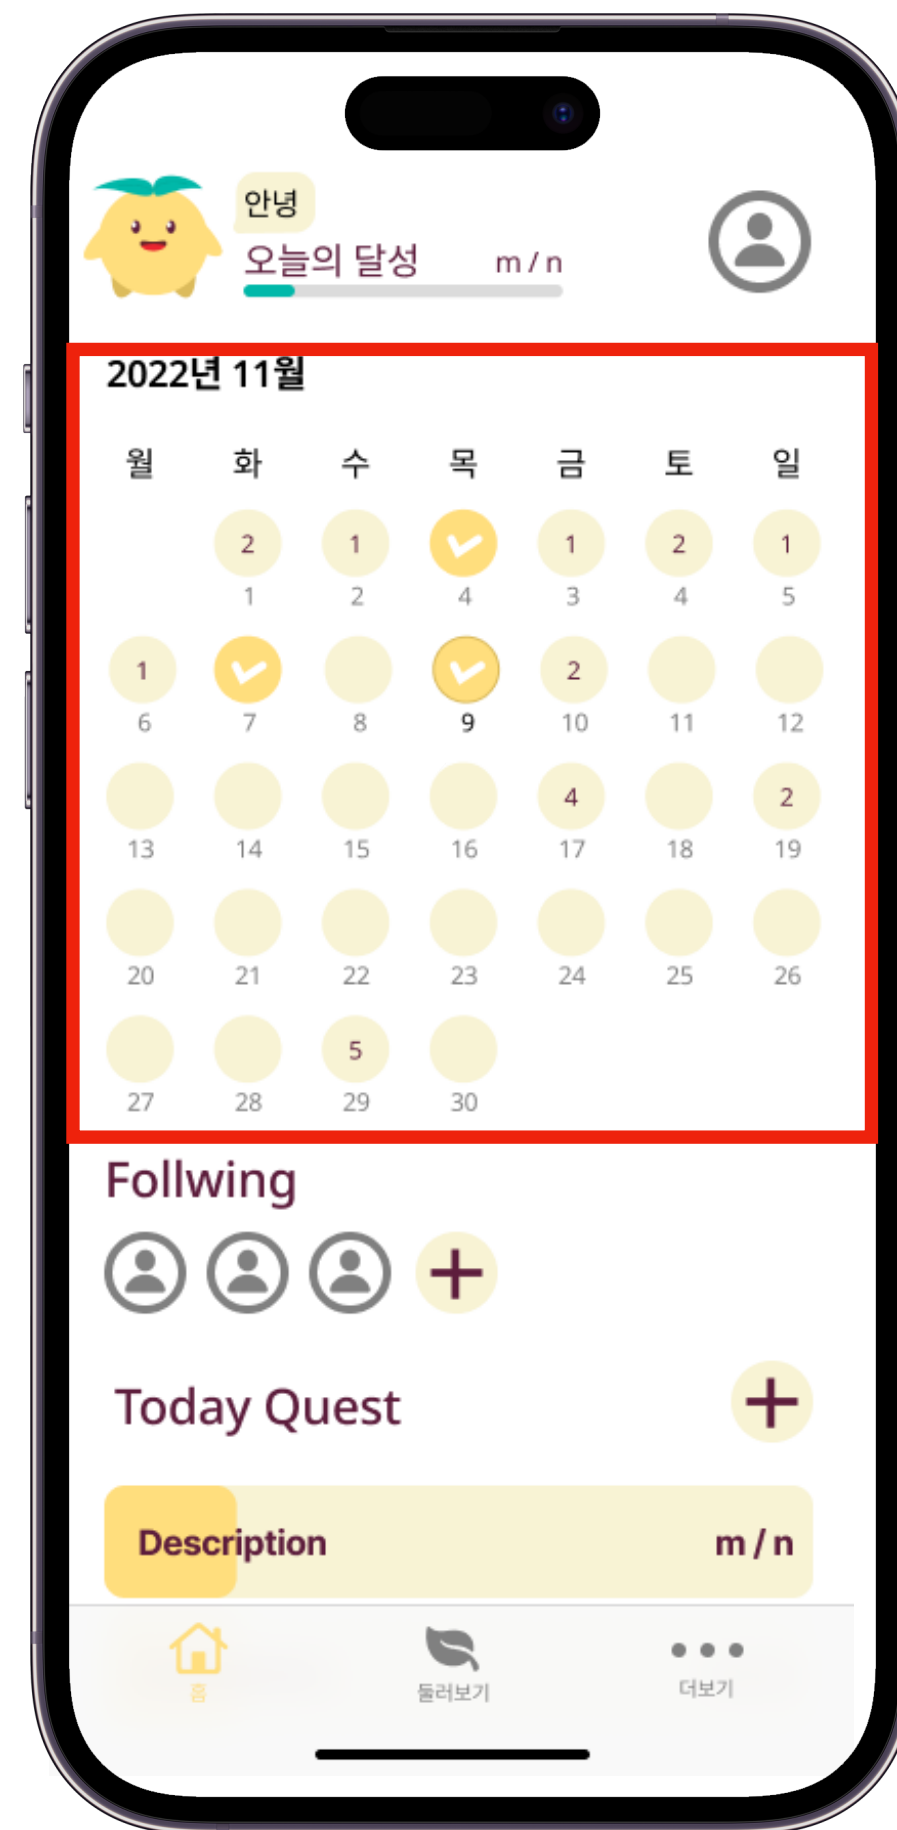 안녕
오늘의 달성 m / n
2022년 11월
월 화 수 목 금 토 일
2 1 1 2 1
1 2 4 3 4 5
1 2
6 7 8 9 10 11 12
4 2
13 14 15 16 17 18 19
20 21 22 23 24 25 26
5
27 28 29 30
Follwing
Today Quest
Description m / n
홈 둘러보기 더보기